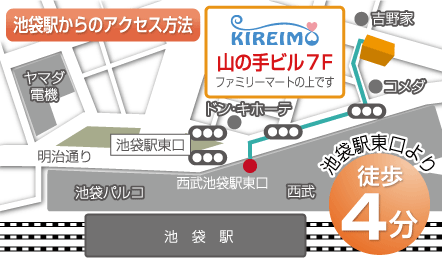 池袋駅からのアクセス方法
KIREIMO
山の手ビル7F
ファミリーマートの上です
吉野家
ヤマダ
電機
コメダ
ドン・キホーテ
池袋駅東口
明治通り
池袋駅東口より
徒歩
4分
西武池袋駅東口
池袋パルコ
西武
池袋駅